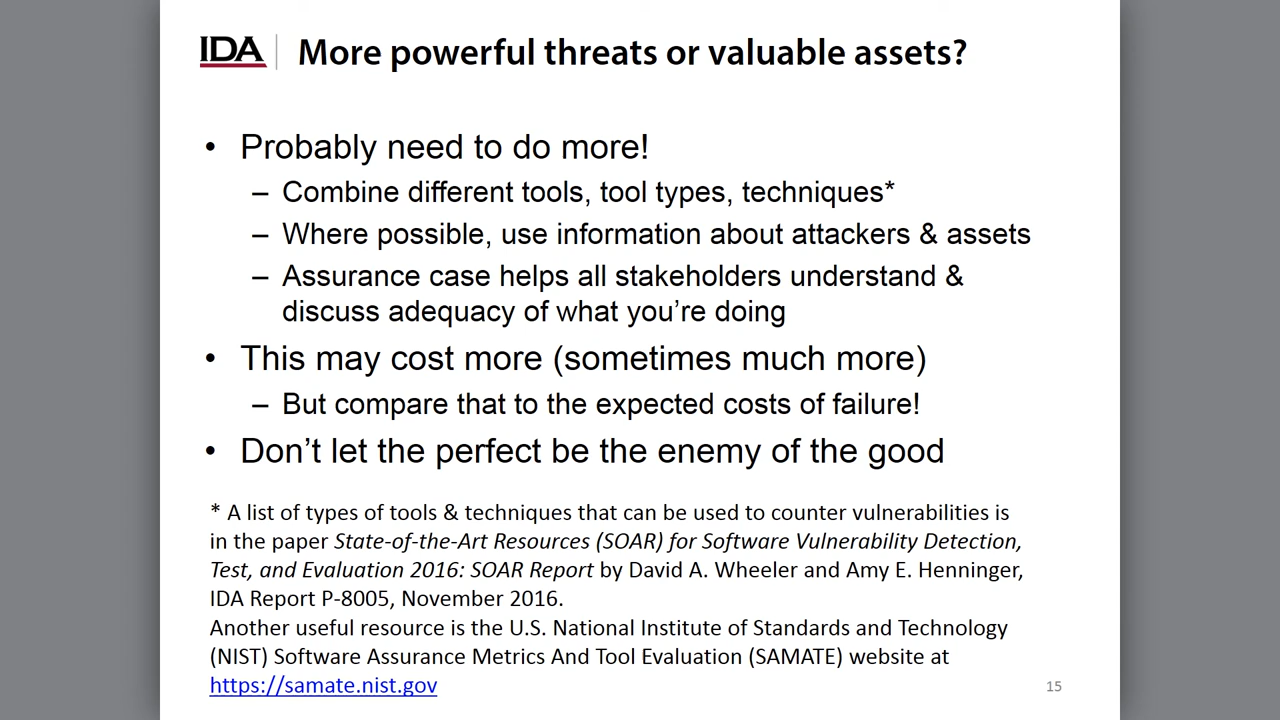 IDA
More powerful threats or valuable assets?
• Probably need to do more!
– Combine different tools, tool types, techniques*
– Where possible, use information about attackers & assets
– Assurance case helps all stakeholders understand &
discuss adequacy of what you’re doing
• This may cost more (sometimes much more)
– But compare that to the expected costs of failure!
• Don’t let the perfect be the enemy of the good
* A list of types of tools & techniques that can be used to counter vulnerabilities is
in the paper State-of-the-Art Resources (SOAR) for Software Vulnerability Detection,
Test, and Evaluation 2016: SOAR Report by David A. Wheeler and Amy E. Henninger,
IDA Report P-8005, November 2016.
Another useful resource is the U.S. National Institute of Standards and Technology
(NIST) Software Assurance Metrics And Tool Evaluation (SAMATE) website at
https://samate.nist.gov
15